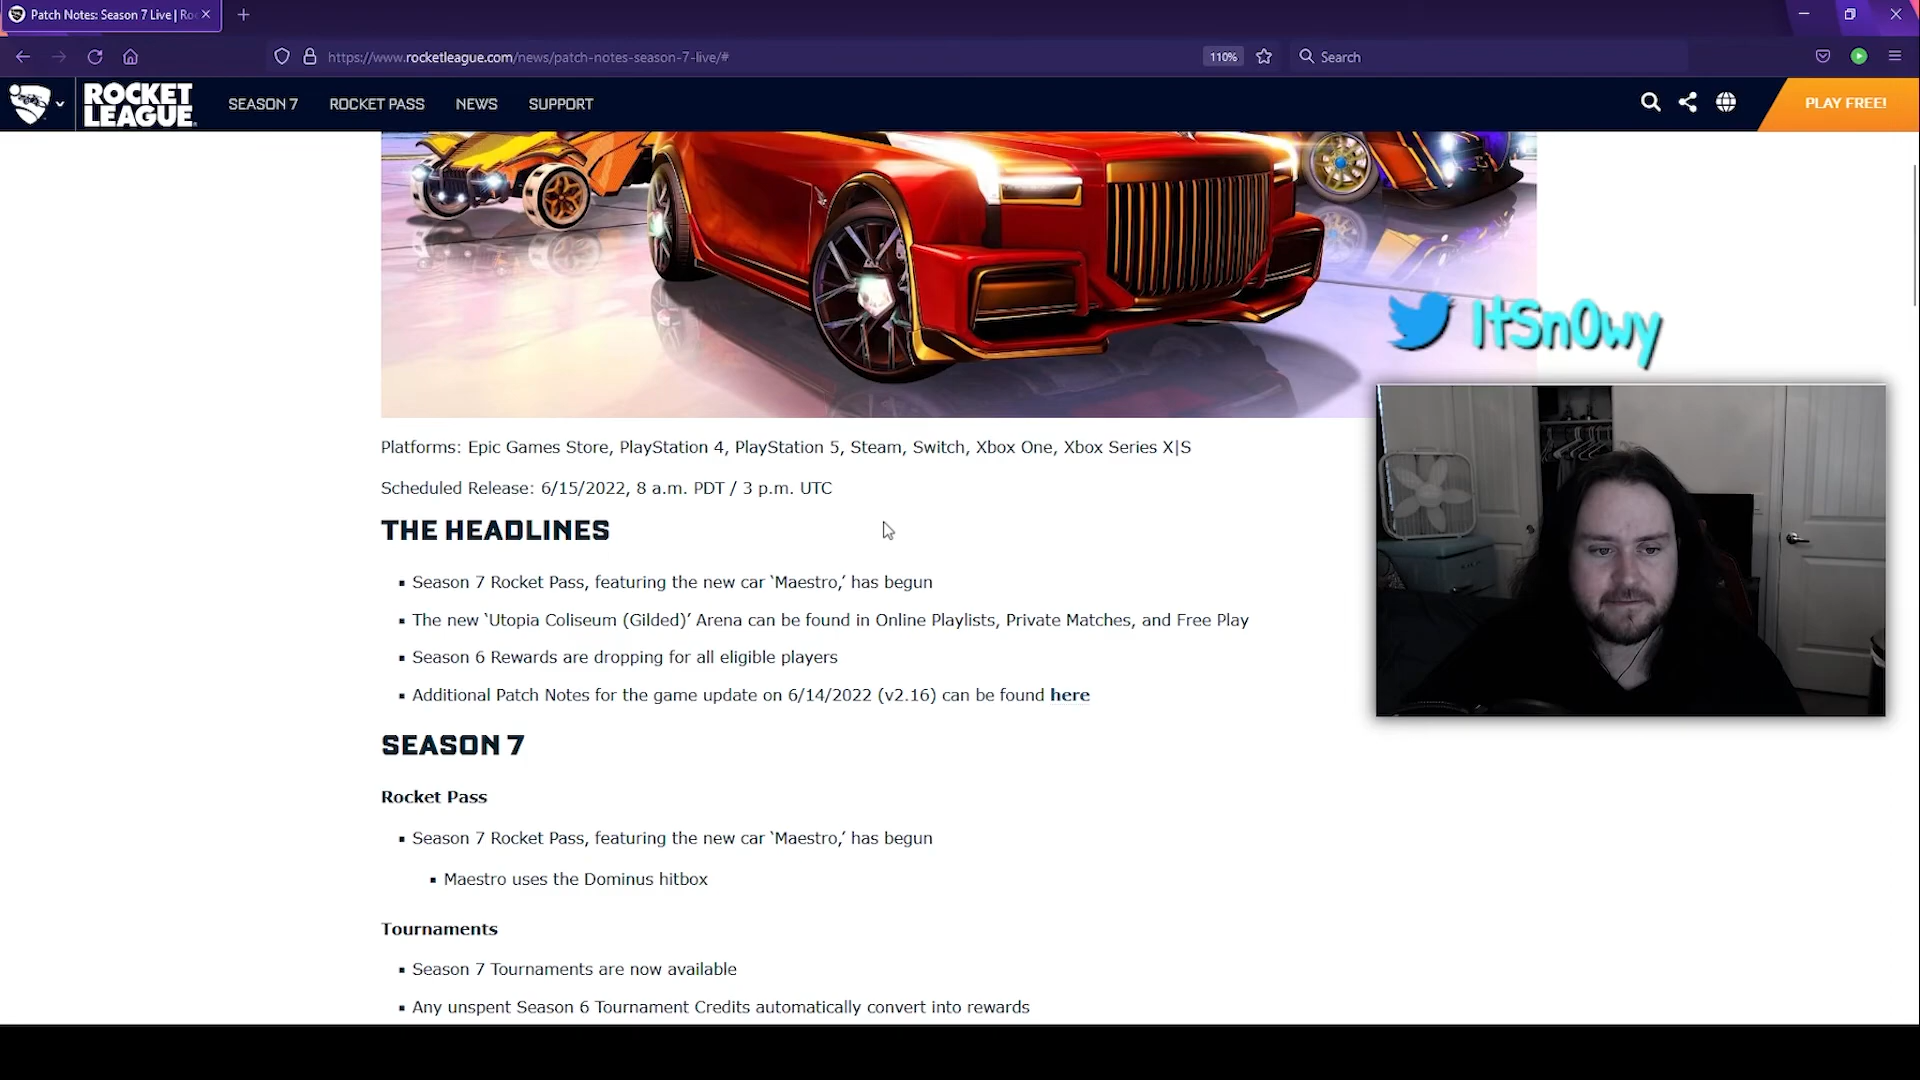 Patch Notes: Season 7 Live | Ro
https://www.rocketleague.com/news/patch-notes-season-7-live/#
110%
Search
ROCKET
LEAGUE
SEASON 7
ROCKET PASS
NEWS
SUPPORT
PLAY FREE!
ItSn0wy
Platforms: Epic Games Store, PlayStation 4, PlayStation 5, Steam, Switch, Xbox One, Xbox Series X|S
Scheduled Release: 6/15/2022, 8 a.m. PDT / 3 p.m. UTC
THE HEADLINES
Season 7 Rocket Pass, featuring the new car ‘Maestro,’ has begun
The new ‘Utopia Coliseum (Gilded)’ Arena can be found in Online Playlists, Private Matches, and Free Play
Season 6 Rewards are dropping for all eligible players
Additional Patch Notes for the game update on 6/14/2022 (v2.16) can be found here
SEASON 7
Rocket Pass
Season 7 Rocket Pass, featuring the new car ‘Maestro,’ has begun
Maestro uses the Dominus hitbox
Tournaments
Season 7 Tournaments are now available
Any unspent Season 6 Tournament Credits automatically convert into rewards